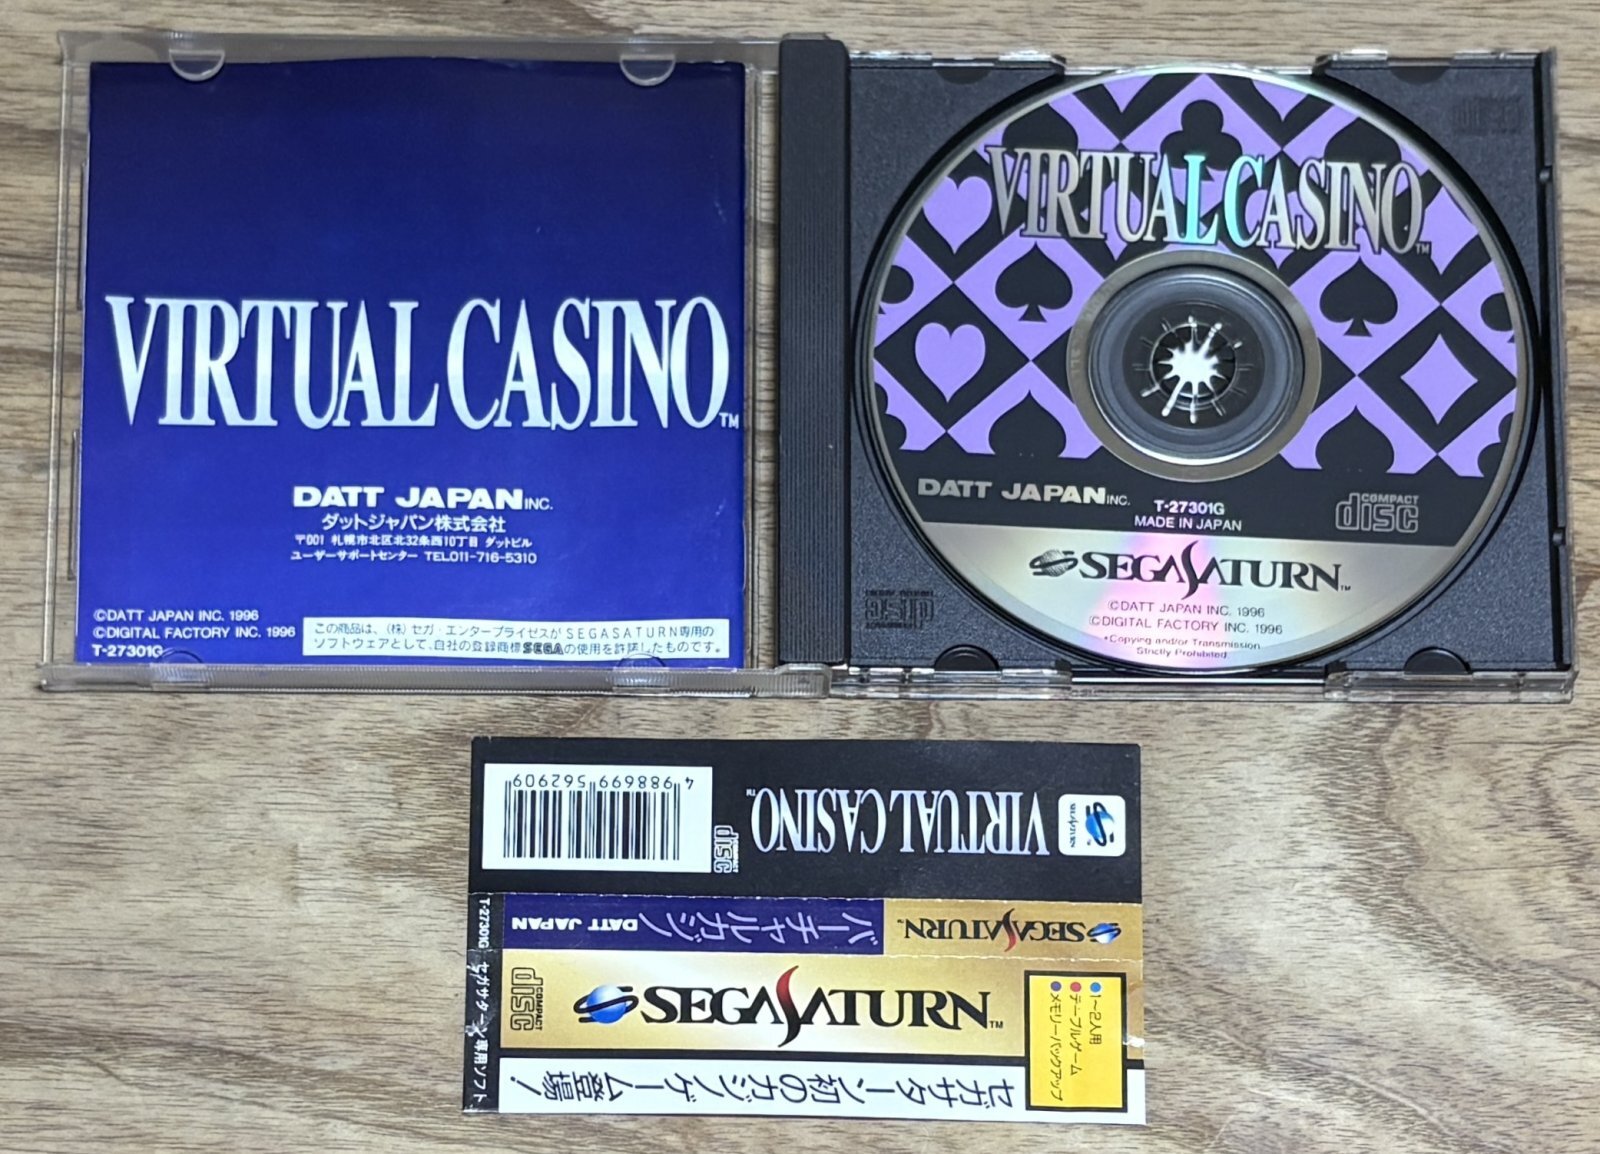 VIRTUAL CASINO™
DATT JAPAN INC.
ダットジャパン株式会社
〒001 札幌市北区北32条西10丁目 ダットビル
ユーザーサポートセンター TEL011-716-5310
©DATT JAPAN INC. 1996
©DIGITAL FACTORY INC. 1996
T-27301G
この商品は、(株)セガ・エンタープライゼスがSEGASATURN専用の
ソフトウェアとして、自社の登録商標SEGAの使用を許諾したものです。
VIRTUAL CASINO™
DATT JAPAN INC.
T-27301G
MADE IN JAPAN
COMPACT disc
SEGASATURN™
©DATT JAPAN INC. 1996
©DIGITAL FACTORY INC. 1996
*Copying and/or Transmission
Strictly Prohibited.
SEGASATURN
VIRTUAL CASINO™
COMPACT disc
4 988699 562909
SEGASATURN™
バーチャルカジノ
DATT JAPAN
T-27301G セガサターン専用ソフト
COMPACT disc
SEGASATURN™
●1〜2人用
●テーブルゲーム
●メモリーバックアップ
セガサターン初のカジノゲーム登場!